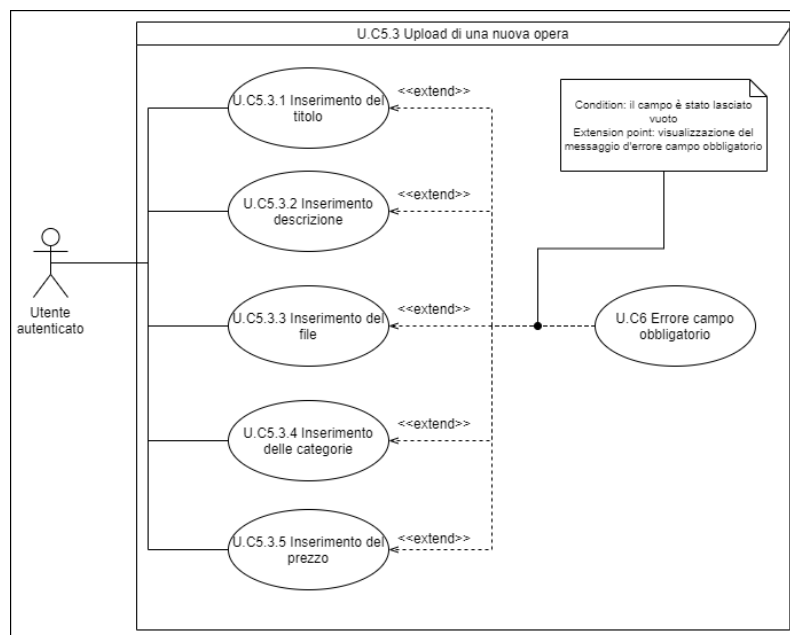 U.C5.3 Upload di una nuova opera
U.C5.3.1 Inserimento del
titolo
<<extend>>
Condition: il campo è stato lasciato
vuoto
Extension point: visualizzazione del
messaggio d'errore campo obbligatorio
U.C5.3.2 Inserimento
descrizione
<<extend>>
Utente
autenticato
U.C5.3.3 Inserimento del
file
<<extend>>
U.C6 Errore campo
obbligatorio
U.C5.3.4 Inserimento
delle categorie
<<extend>>
U.C5.3.5 Inserimento del
prezzo
<<extend>>